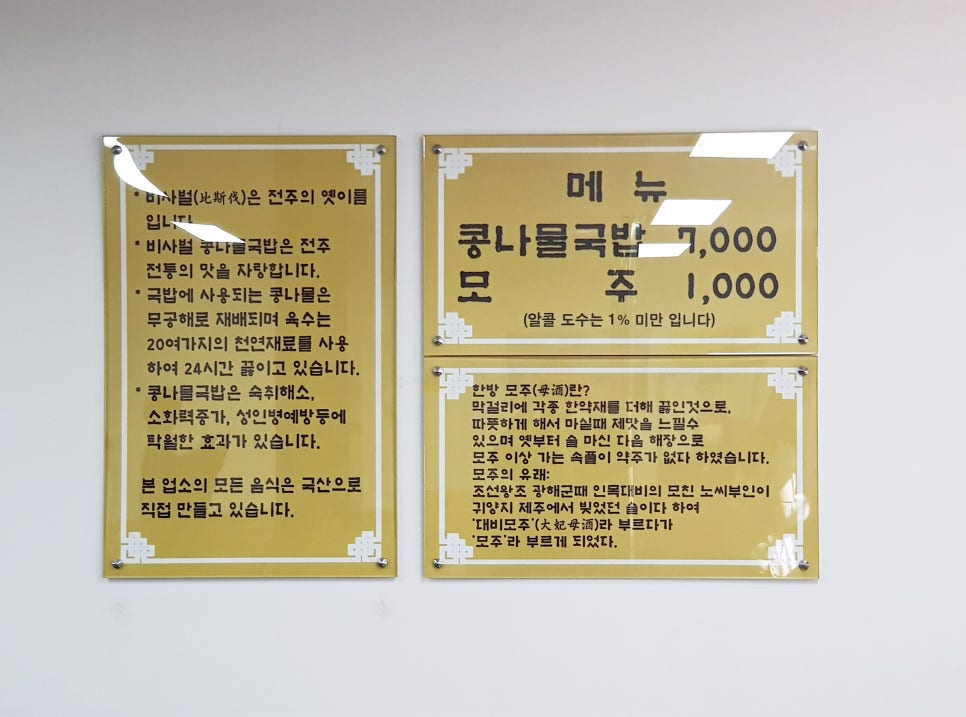 * 비사벌(比斯伐)은 전주의 옛이름
입니다.
* 비사벌 콩나물국밥은 전주
전통의 맛을 자랑합니다.
* 국밥에 사용되는 콩나물은
무공해로 재배되며 육수는
20여가지의 천연재료를 사용
하여 24시간 끓이고 있습니다.
* 콩나물국밥은 숙취해소,
소화력증가, 성인병예방등에
탁월한 효과가 있습니다.
본 업소의 모든 음식은 국산으로
직접 만들고 있습니다.
메 뉴
콩나물국밥 7,000
모 주 1,000
(알콜 도수는 1% 미만 입니다)
한방 모주(母酒)란?
막걸리에 각종 한약재를 더해 끓인것으로,
따뜻하게 해서 마실때 제맛을 느낄수
있으며 옛부터 술 마신 다음 해장으로
모주 이상 가는 속풀이 약주가 없다 하였습니다.
모주의 유래:
조선왕조 광해군때 인목대비의 모친 노씨부인이
귀양지 제주에서 빚었던 술이다 하여
'대비모주'(大妃母酒)라 부르다가
'모주'라 부르게 되었다.